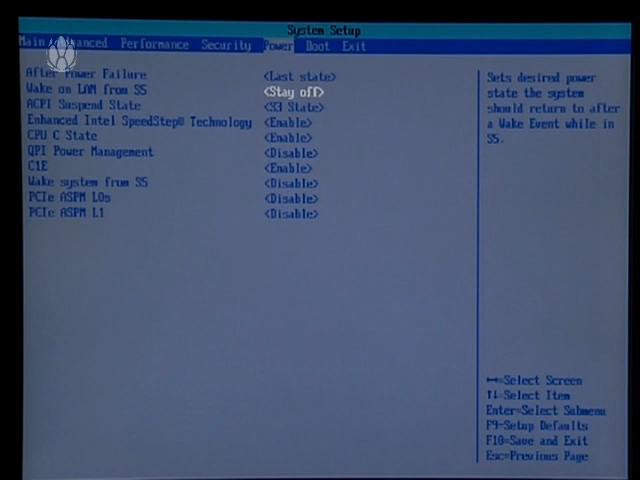 System Setup
Main Advanced Performance Security Power Boot Exit
After Power Failure <Last state>
Wake on LAN from S5 <Stay off>
ACPI Suspend State <S3 State>
Enhanced Intel SpeedStep® Technology <Enable>
CPU C State <Enable>
QPI Power Management <Disable>
C1E <Enable>
Wake system from S5 <Disable>
PCIe ASPM L0s <Disable>
PCIe ASPM L1 <Disable>
Sets desired power
state the system
should return to after
a Wake Event while in
S5.
↔=Select Screen
↑↓=Select Item
Enter=Select Submenu
F9=Setup Defaults
F10=Save and Exit
Esc=Previous Page